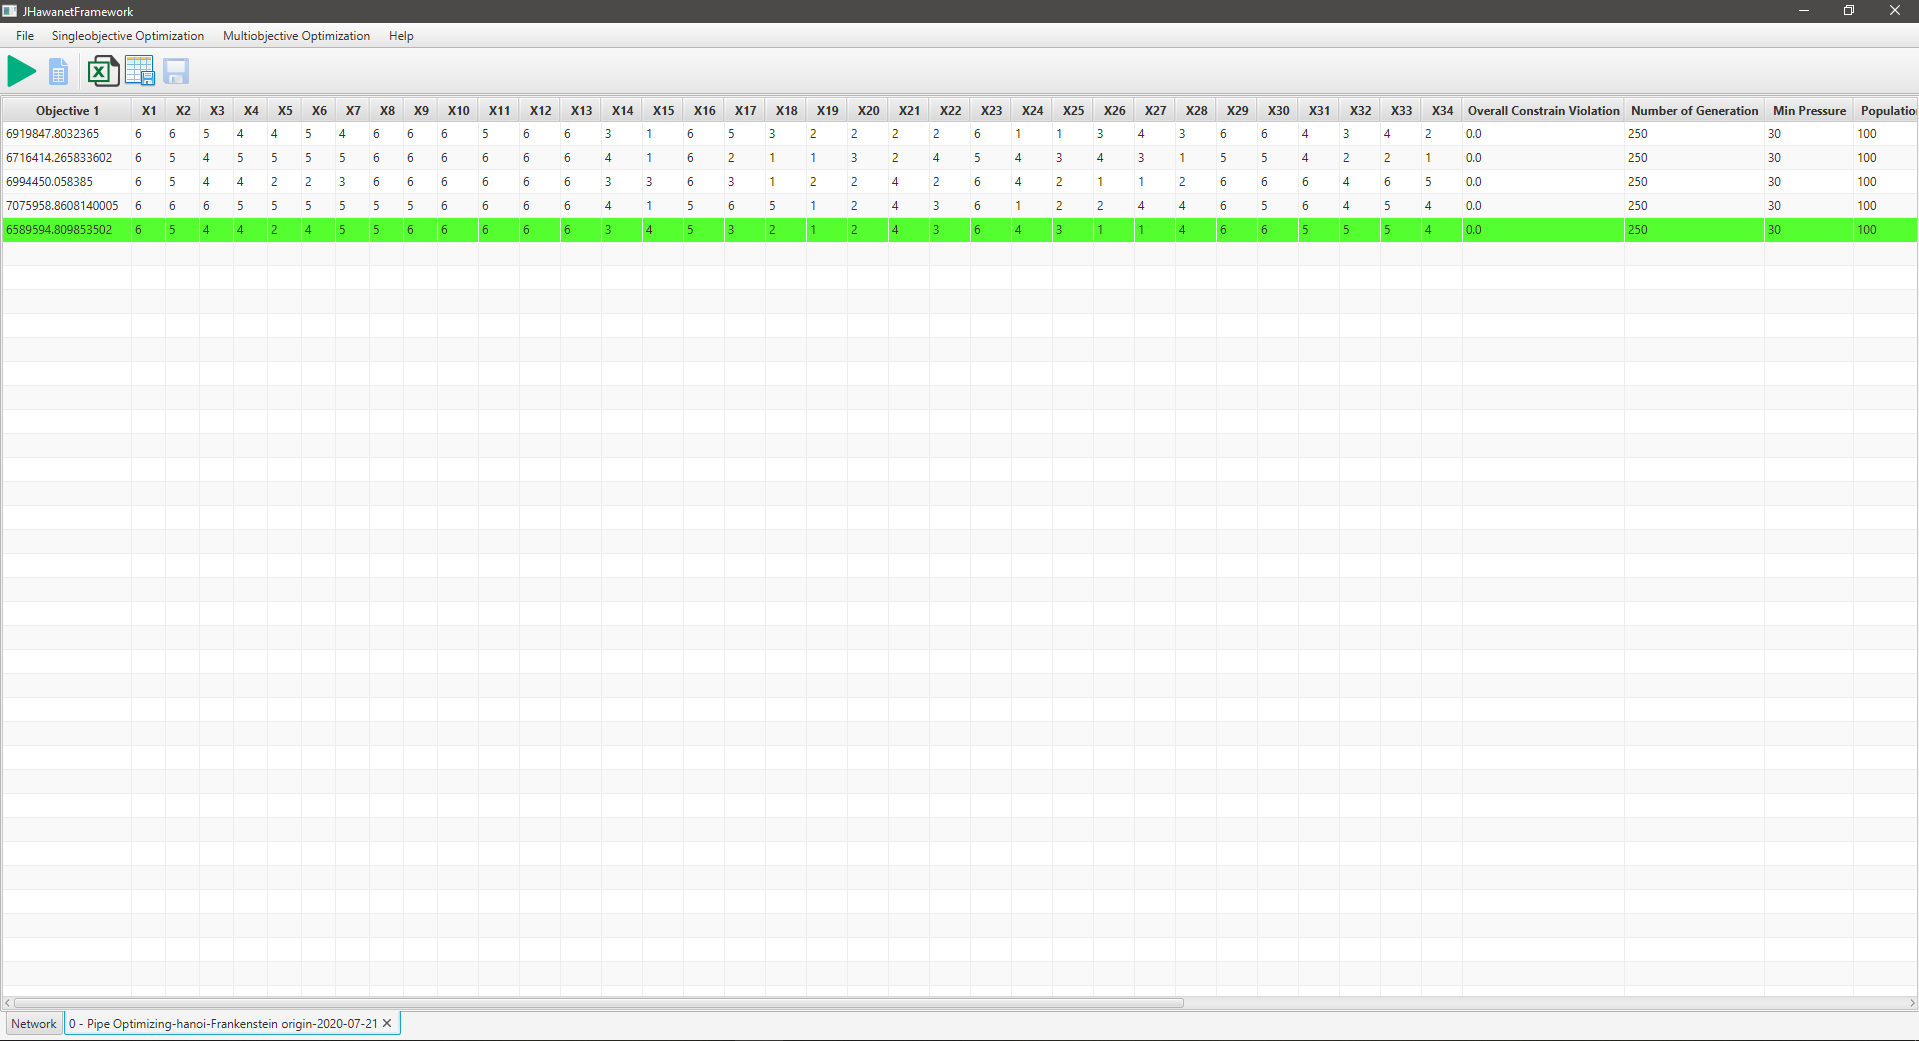 JHawanetFramework
File Singleobjective Optimization Multiobjective Optimization Help
Objective 1 X1 X2 X3 X4 X5 X6 X7 X8 X9 X10 X11 X12 X13 X14 X15 X16 X17 X18 X19 X20 X21 X22 X23 X24 X25 X26 X27 X28 X29 X30 X31 X32 X33 X34 Overall Constrain Violation Number of Generation Min Pressure Populatio
6919847.8032365 6 6 5 4 4 5 4 6 6 6 5 6 6 3 1 6 5 3 2 2 2 2 6 1 1 3 4 3 6 6 4 3 4 2 0.0 250 30 100
6716414.265833602 6 5 4 5 5 5 5 6 6 6 6 6 6 4 1 6 2 1 1 3 2 4 5 4 3 4 3 1 5 5 4 2 2 1 0.0 250 30 100
6994450.058385 6 5 4 4 2 2 3 6 6 6 6 6 6 3 3 6 3 1 2 2 4 2 6 4 2 1 1 2 6 6 6 4 6 5 0.0 250 30 100
7075958.8608140005 6 6 6 5 5 5 5 5 5 6 6 6 6 4 1 5 6 5 1 2 4 3 6 1 2 2 4 4 6 5 6 4 5 4 0.0 250 30 100
6589594.809853502 6 5 4 4 2 4 5 5 6 6 6 6 6 3 4 5 3 2 1 2 4 3 6 4 3 1 1 4 6 6 5 5 5 4 0.0 250 30 100
Network 0 - Pipe Optimizing-hanoi-Frankenstein origin-2020-07-21